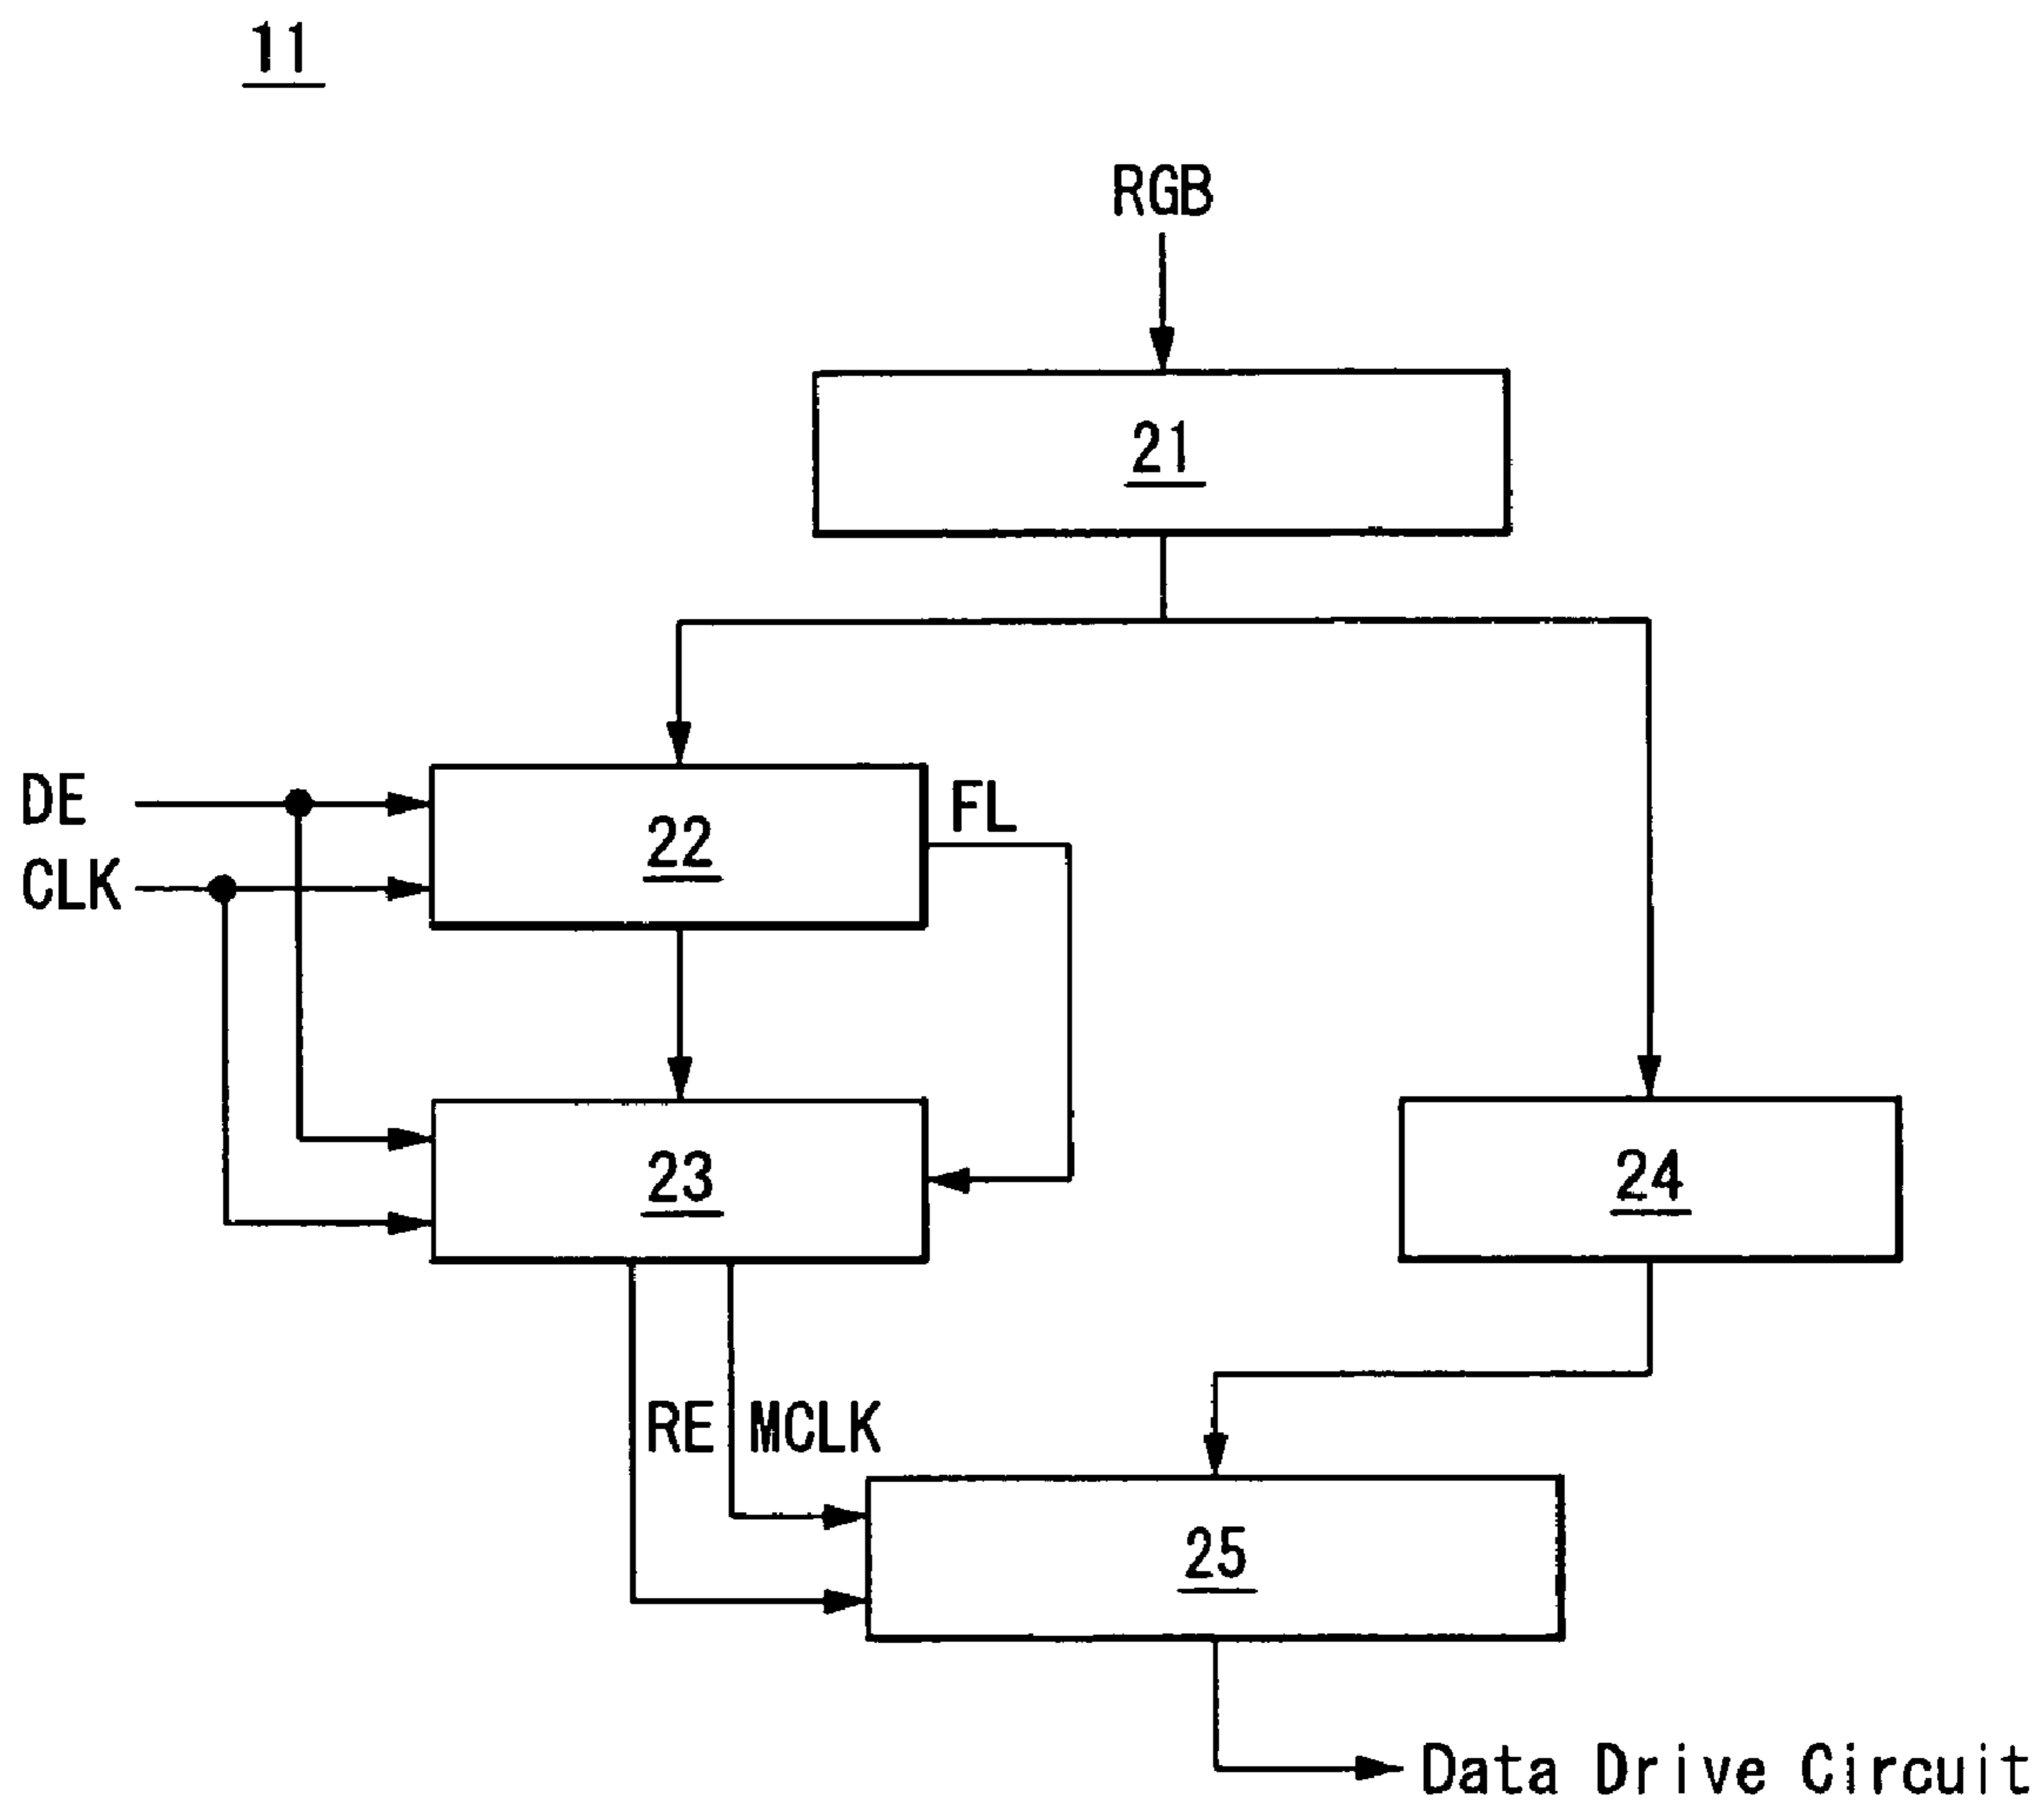 11
RGB
21
DE
22
FL
CLK
23
24
RE
MCLK
25
Data Drive Circuit